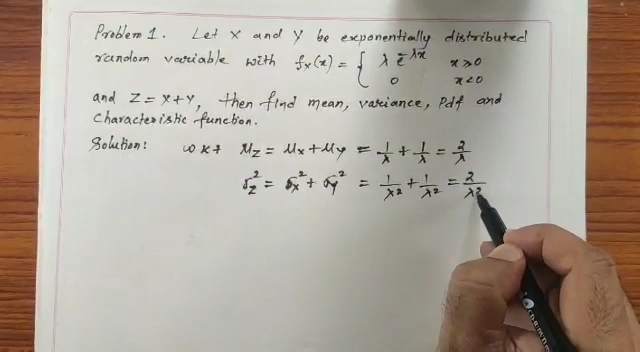 Problem 1. Let X and Y be exponentially distributed
random variable with fx(x) = { λ e^-λx x≥0
0 x<0
and Z = X+Y, then find mean, variance, Pdf and
Characteristic function.
Solution: W K T μz = μx + μy = 1/λ + 1/λ = 2/λ
σz² = σx² + σy² = 1/λ² + 1/λ² = 2/λ²